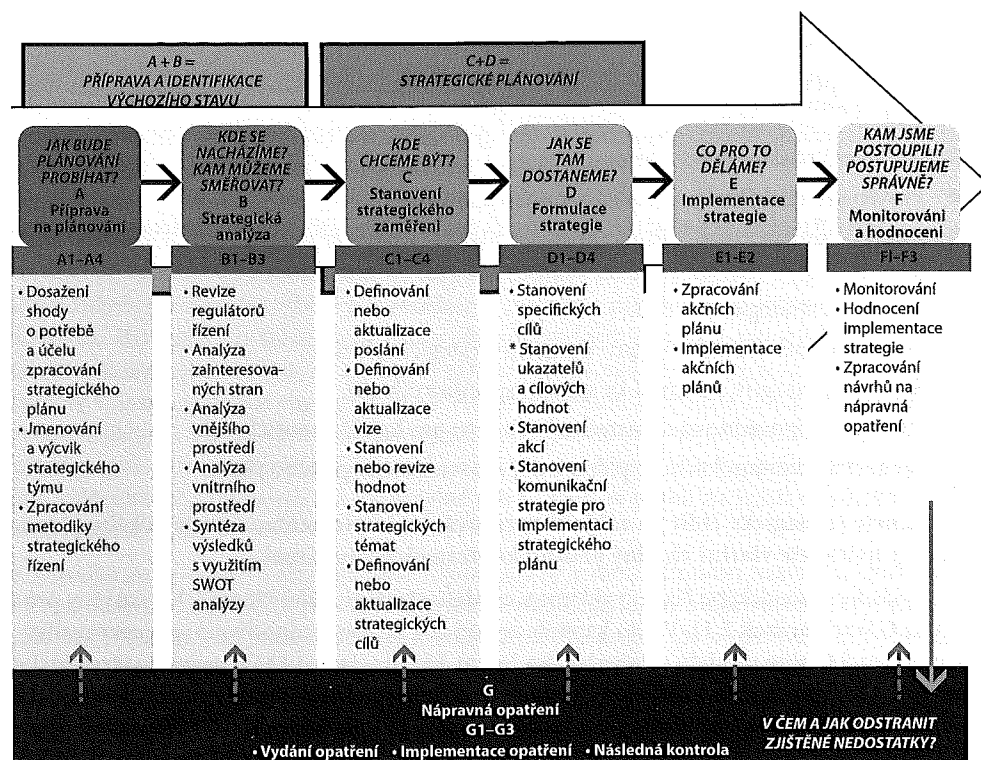 A + B =
PŘÍPRAVA A IDENTIFIKACE
VÝCHOZÍHO STAVU
C+D =
STRATEGICKÉ PLÁNOVÁNÍ
JAK BUDE
PLÁNOVÁNÍ
PROBÍHAT?
A
Příprava
na plánování
KDE SE
NACHÁZÍME?
KAM MŮŽEME
SMĚROVAT?
B
Strategická
analýza
KDE
CHCEME BÝT?
C
Stanovení
strategického
zaměření
JAK SE
TAM
DOSTANEME?
D
Formulace
strategie
CO PRO TO
DĚLÁME?
E
Implementace
strategie
KAM JSME
POSTOUPILI?
POSTUPUJEME
SPRÁVNĚ?
F
Monitorování
a hodnoceni
A1–A4
• Dosaženi
shody
o potřebě
a účelu
zpracování
strategického
plánu
• Jmenování
a výcvik
strategického
týmu
• Zpracování
metodiky
strategického
řízení
B1–B3
• Revize
regulátorů
řízení
• Analýza
zainteresova-
ných stran
• Analýza
vnějšího
prostředí
• Analýza
vnitřního
prostředí
• Syntéza
výsledků
s využitím
SWOT
analýzy
C1–C4
• Definování
nebo
aktualizace
poslání
• Definování
nebo
aktualizace
vize
• Stanovení
nebo revize
hodnot
• Stanovení
strategických
témat
• Definování
nebo
aktualizace
strategických
cílů
D1–D4
• Stanovení
specifických
cílů
* Stanovení
ukazatelů
a cílových
hodnot
• Stanovení
akcí
• Stanovení
komunikační
strategie pro
implementaci
strategického
plánu
E1-E2
• Zpracování
akčních
plánu
• Implementace
akčních
plánů
FI–F3
• Monitorování
• Hodnocení
implementace
strategie
• Zpracování
návrhů na
nápravná
opatření
G
Nápravná opatření
G1–G3
• Vydání opatření • Implementace opatření • Následná kontrola
V ČEM A JAK ODSTRANIT
ZJIŠTĚNÉ NEDOSTATKY?